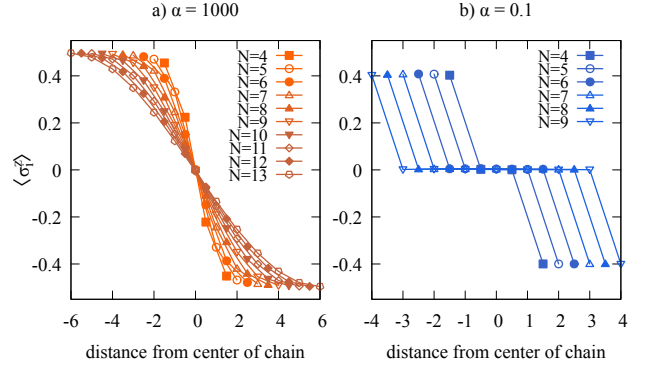 a) α = 1000
b) α = 0.1
⟨σᵢᶻ⟩
0.4
0.2
0
-0.2
-0.4
N=4
N=5
N=6
N=7
N=8
N=9
N=10
N=11
N=12
N=13
-6 -4 -2 0 2 4 6
distance from center of chain
0.4
0.2
0
-0.2
-0.4
N=4
N=5
N=6
N=7
N=8
N=9
-4 -3 -2 -1 0 1 2 3 4
distance from center of chain